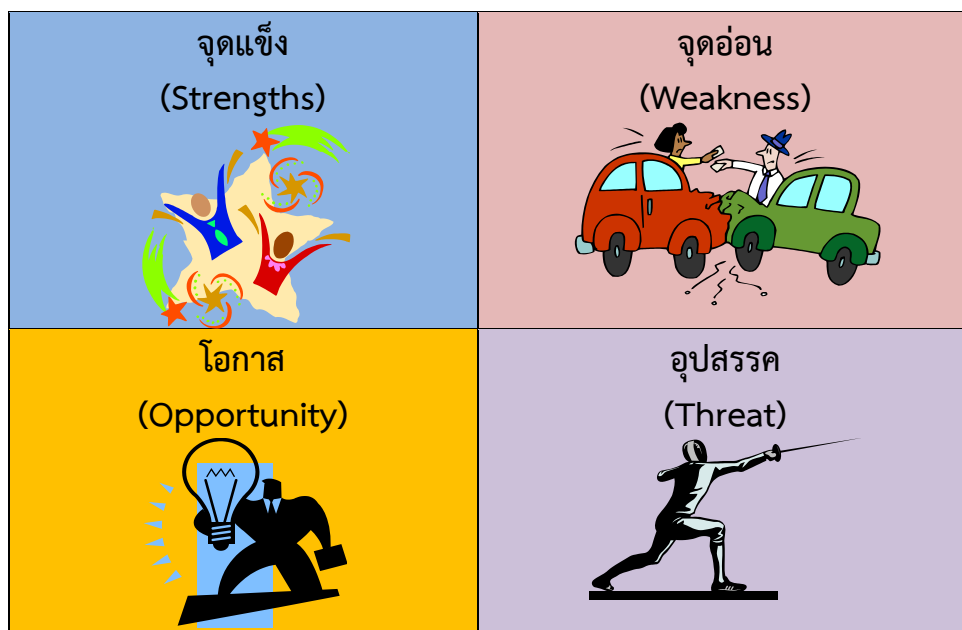 จุดแข็ง
(Strengths)
จุดอ่อน
(Weakness)
โอกาส
(Opportunity)
อุปสรรค
(Threat)